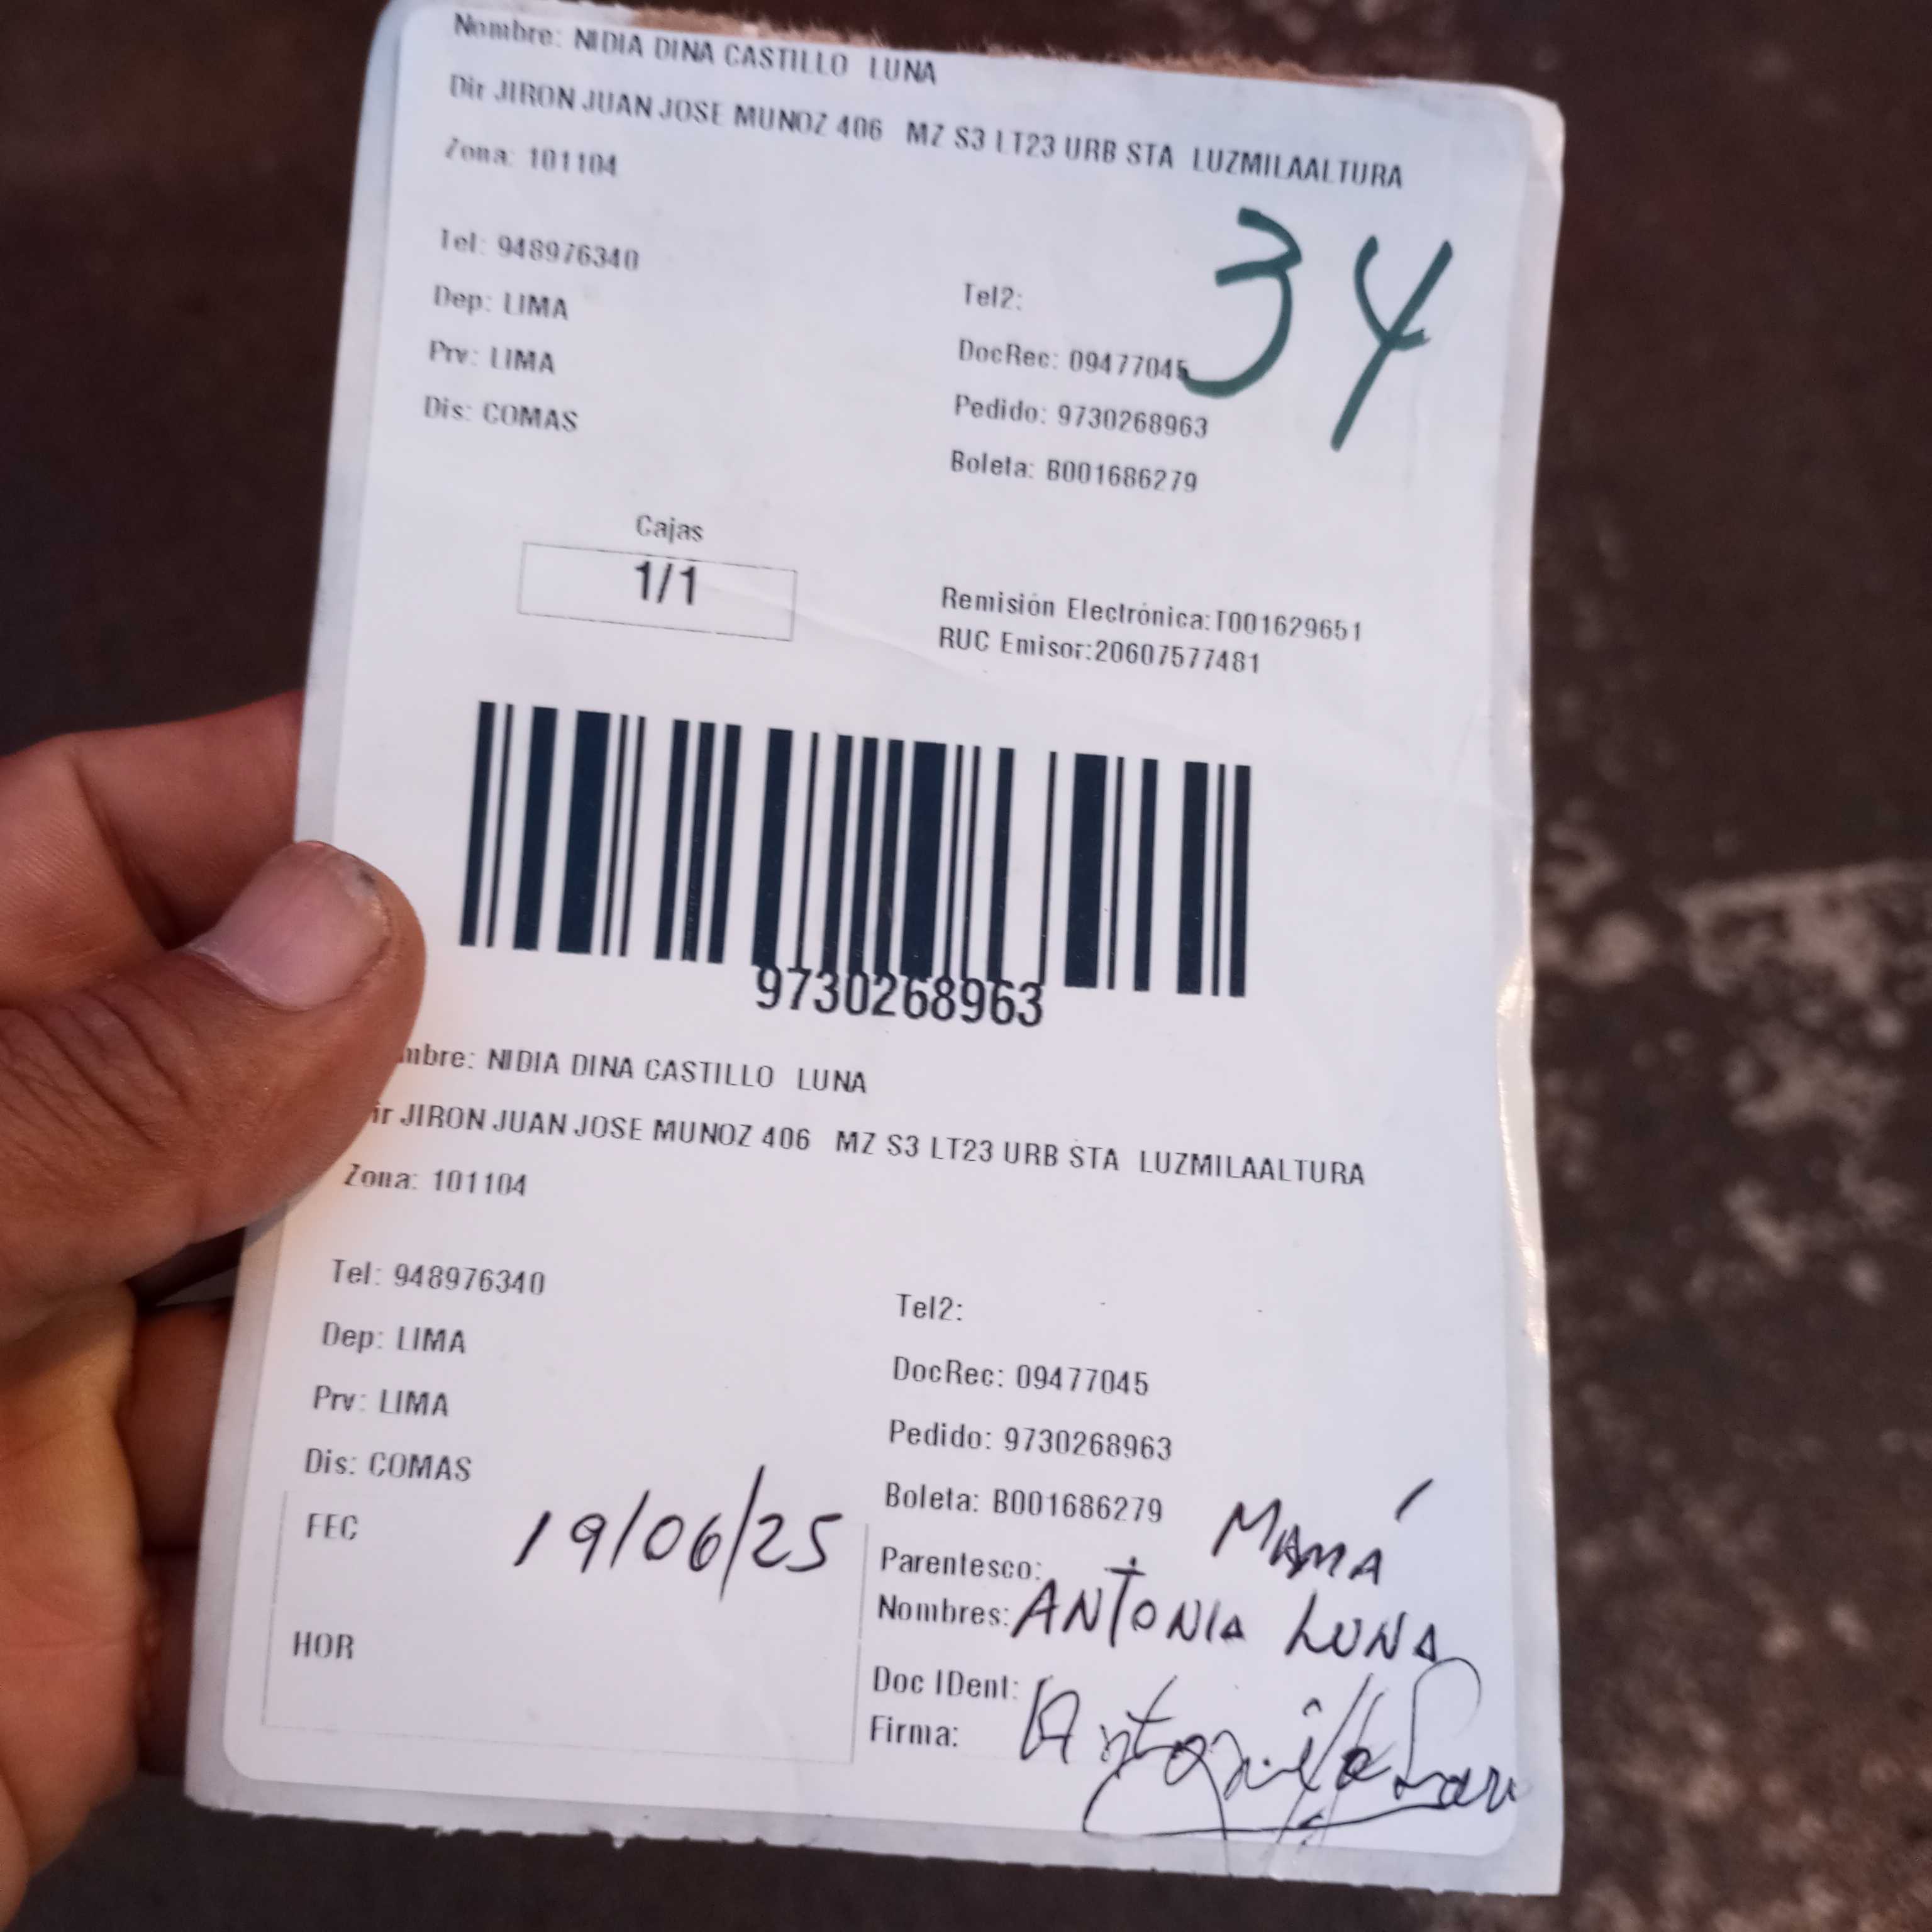 Nombre: NIDIA DINA CASTILLO LUNA
Dir JIRON JUAN JOSE MUNOZ 406 MZ S3 LT23 URB STA LUZMILAALTURA
Zona: 101104
34
Tel: 948976340
Tel2:
Dep: LIMA
DocRec: 09477045
Prv: LIMA
Pedido: 9730268963
Dis: COMAS
Boleta: B001686279
Cajas
1/1
Remisión Electrónica:T001629651
RUC Emisor:20607577481
9730268963
mbre: NIDIA DINA CASTILLO LUNA
ir JIRON JUAN JOSE MUNOZ 406 MZ S3 LT23 URB STA LUZMILAALTURA
Zona: 101104
Tel: 948976340
Tel2:
Dep: LIMA
DocRec: 09477045
Prv: LIMA
Pedido: 9730268963
Dis: COMAS
Boleta: B001686279
FEC 19/06/25
Parentesco: MAMÁ
Nombres: ANTONIA LUNA
HOR
Doc IDent:
Firma: